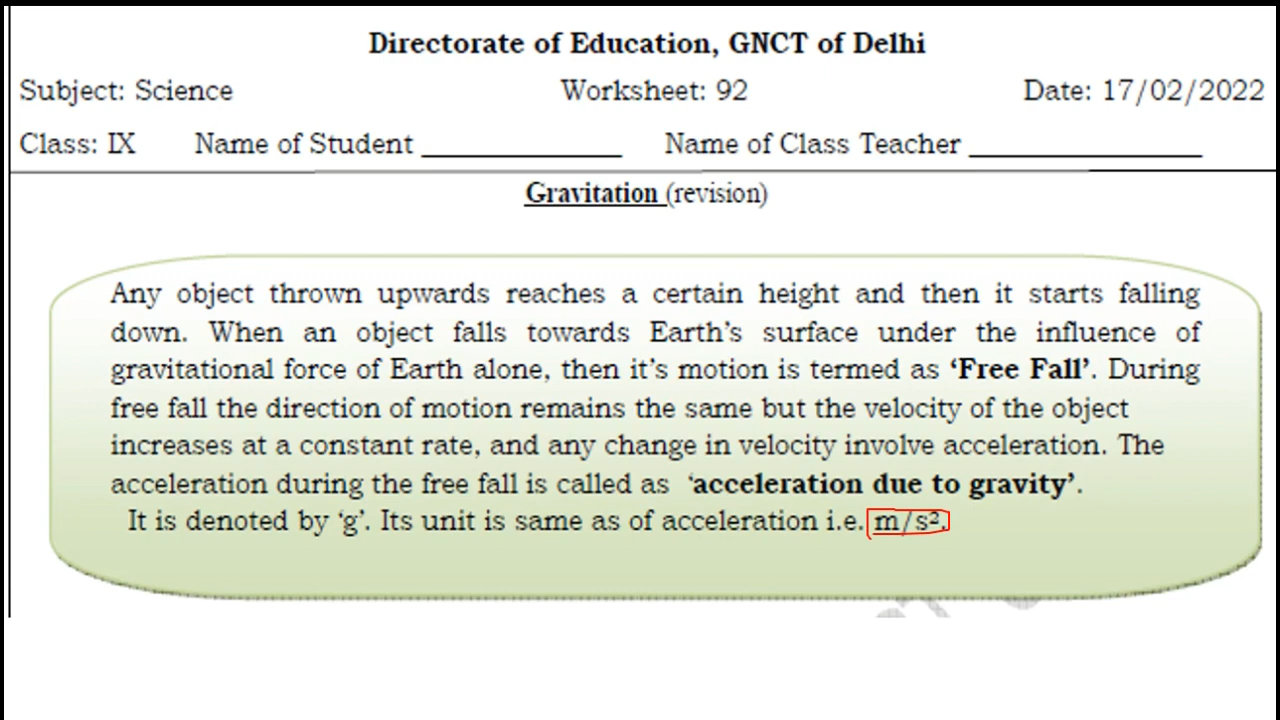 Directorate of Education, GNCT of Delhi
Subject: Science Worksheet: 92 Date: 17/02/2022
Class: IX Name of Student ______________ Name of Class Teacher ________________
Gravitation (revision)
Any object thrown upwards reaches a certain height and then it starts falling
down. When an object falls towards Earth's surface under the influence of
gravitational force of Earth alone, then it's motion is termed as ‘Free Fall’. During
free fall the direction of motion remains the same but the velocity of the object
increases at a constant rate, and any change in velocity involve acceleration. The
acceleration during the free fall is called as ‘acceleration due to gravity’.
It is denoted by ‘g’. Its unit is same as of acceleration i.e. m/s².